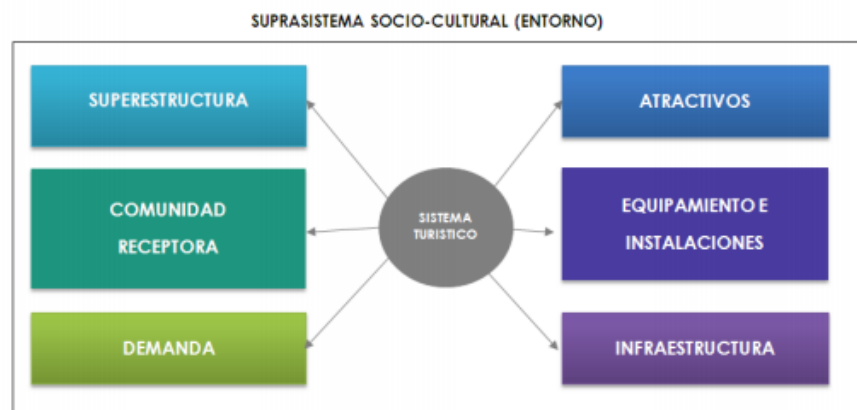 SUPRASISTEMA SOCIO-CULTURAL (ENTORNO)
SUPERESTRUCTURA
ATRACTIVOS
COMUNIDAD
RECEPTORA
SISTEMA
TURISTICO
EQUIPAMIENTO E
INSTALACIONES
DEMANDA
INFRAESTRUCTURA